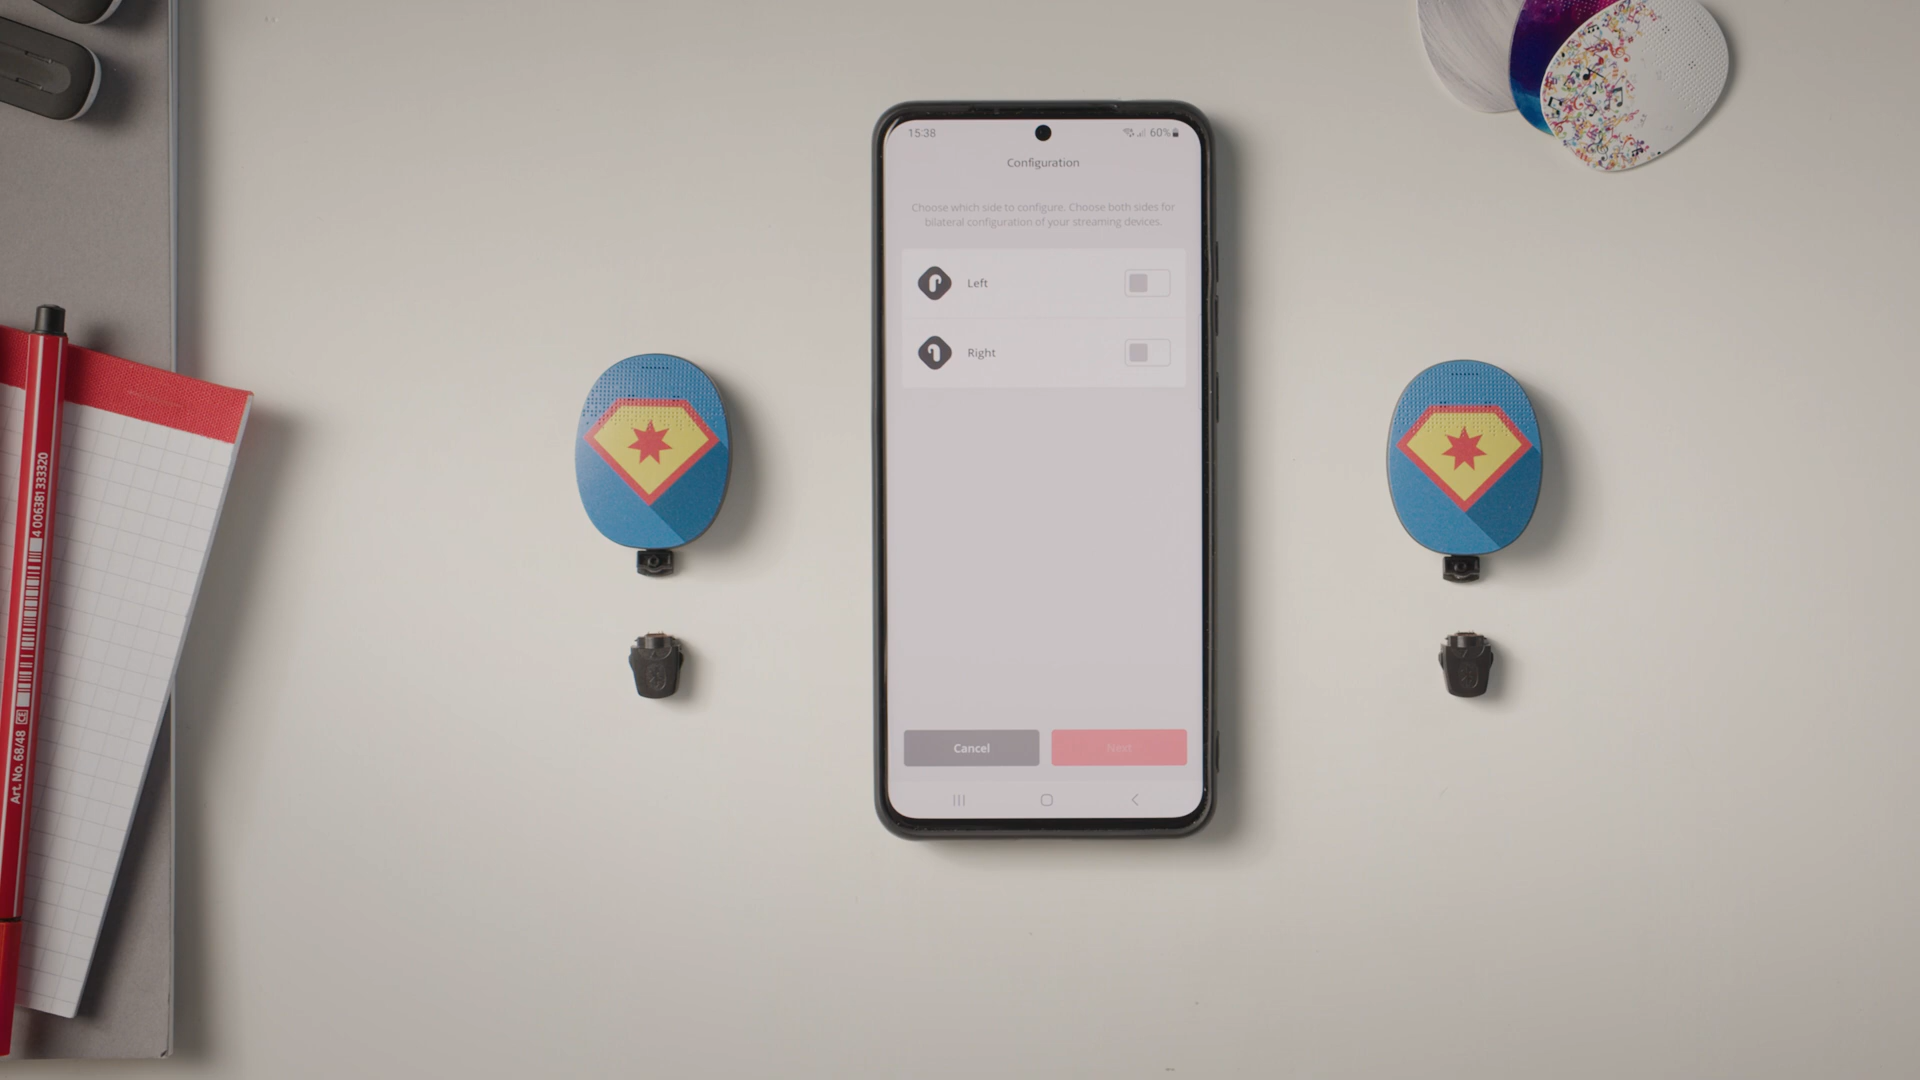 15:38
60%
Configuration
Choose which side to configure. Choose both sides for
bilateral configuration of your streaming devices.
Left
Right
Cancel
Next
Art. No. 68/48 CE 4 006381 333320